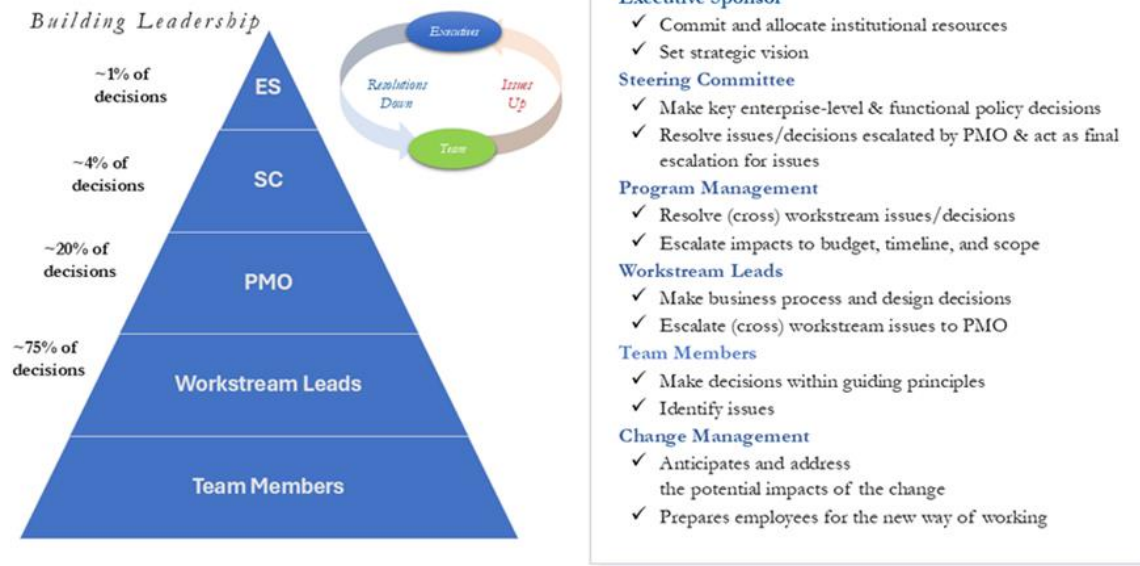 Building Leadership
~1% of
decisions
ES
~4% of
decisions
SC
~20% of
decisions
PMO
~75% of
decisions
Workstream Leads
Team Members
Executives
Resolutions
Down
Issues
Up
Team
Executive Sponsor
✓ Commit and allocate institutional resources
✓ Set strategic vision
Steering Committee
✓ Make key enterprise-level & functional policy decisions
✓ Resolve issues/decisions escalated by PMO & act as final
escalation for issues
Program Management
✓ Resolve (cross) workstream issues/decisions
✓ Escalate impacts to budget, timeline, and scope
Workstream Leads
✓ Make business process and design decisions
✓ Escalate (cross) workstream issues to PMO
Team Members
✓ Make decisions within guiding principles
✓ Identify issues
Change Management
✓ Anticipates and address
the potential impacts of the change
✓ Prepares employees for the new way of working